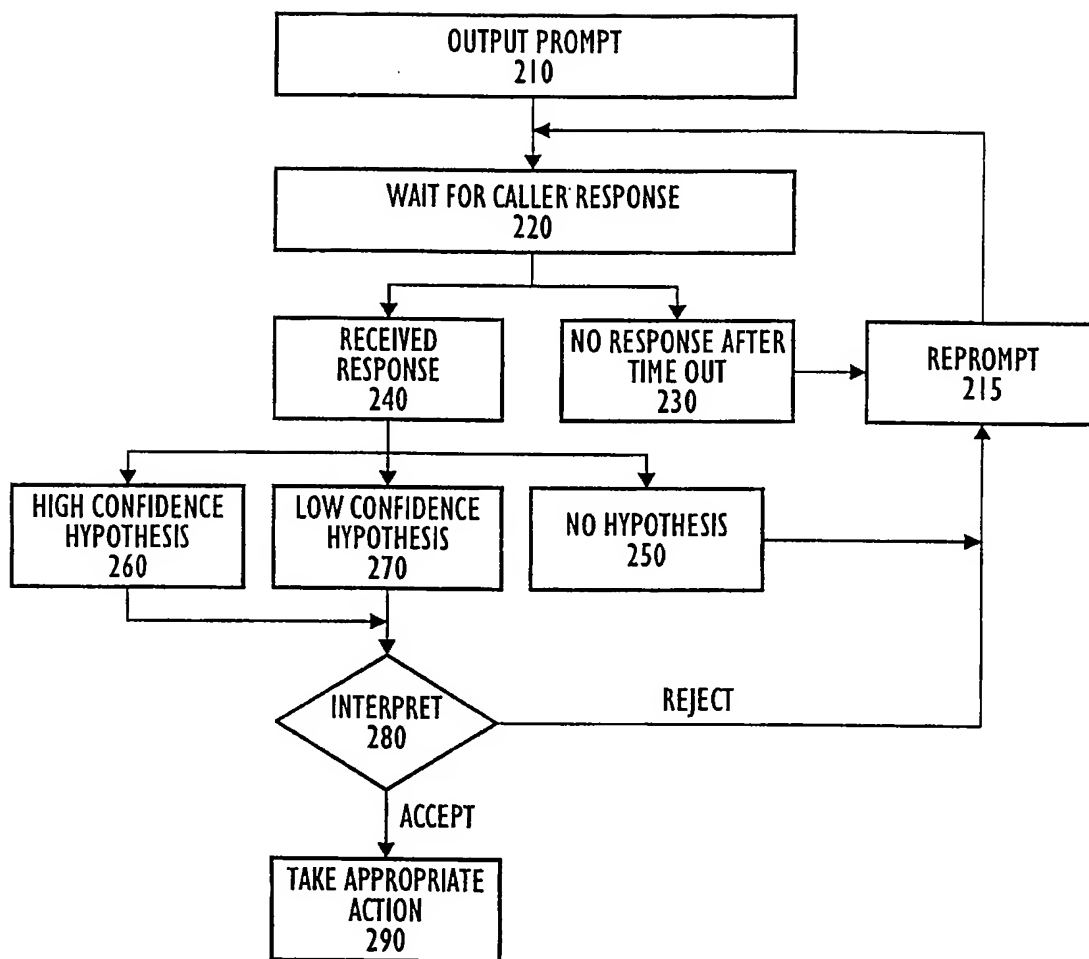 OUTPUT PROMPT
210
WAIT FOR CALLER RESPONSE
220
RECEIVED
RESPONSE
240
NO RESPONSE AFTER
TIME OUT
230
REPROMPT
215
HIGH CONFIDENCE
HYPOTHESIS
260
LOW CONFIDENCE
HYPOTHESIS
270
NO HYPOTHESIS
250
INTERPRET
280
REJECT
ACCEPT
TAKE APPROPRIATE
ACTION
290